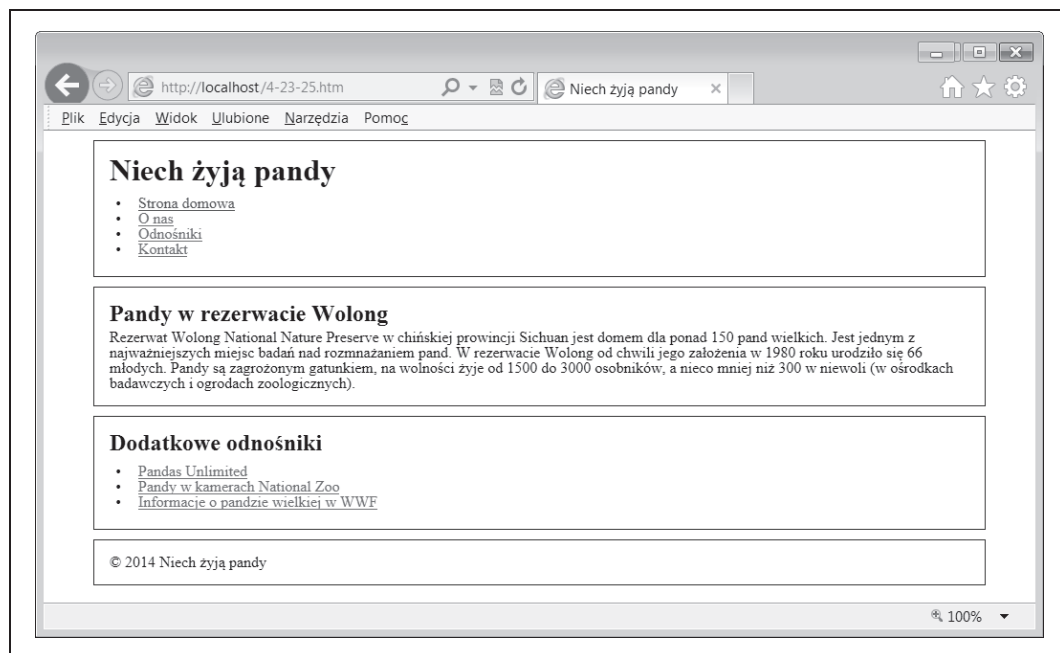 http://localhost/4-23-25.htm
Niech żyją pandy
Plik Edycja Widok Ulubione Narzędzia Pomoc
Niech żyją pandy
• Strona domowa
• O nas
• Odnośniki
• Kontakt
Pandy w rezerwacie Wolong
Rezerwat Wolong National Nature Preserve w chińskiej prowincji Sichuan jest domem dla ponad 150 pand wielkich. Jest jednym z
najważniejszych miejsc badań nad rozmnażaniem pand. W rezerwacie Wolong od chwili jego założenia w 1980 roku urodziło się 66
młodych. Pandy są zagrożonym gatunkiem, na wolności żyje od 1500 do 3000 osobników, a nieco mniej niż 300 w niewoli (w ośrodkach
badawczych i ogrodach zoologicznych).
Dodatkowe odnośniki
• Pandas Unlimited
• Pandy w kamerach National Zoo
• Informacje o pandzie wielkiej w WWF
© 2014 Niech żyją pandy
100%